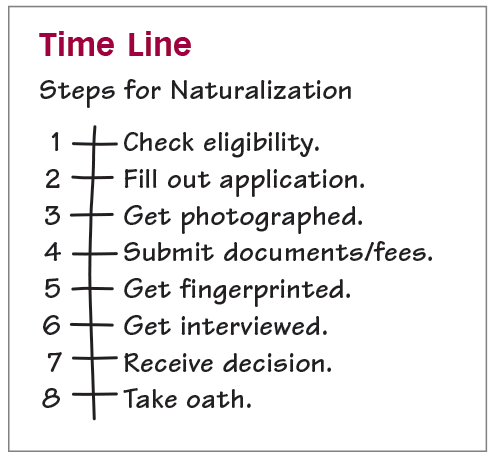 Time Line
Steps for Naturalization
1 Check eligibility.
2 Fill out application.
3 Get photographed.
4 Submit documents/fees.
5 Get fingerprinted.
6 Get interviewed.
7 Receive decision.
8 Take oath.